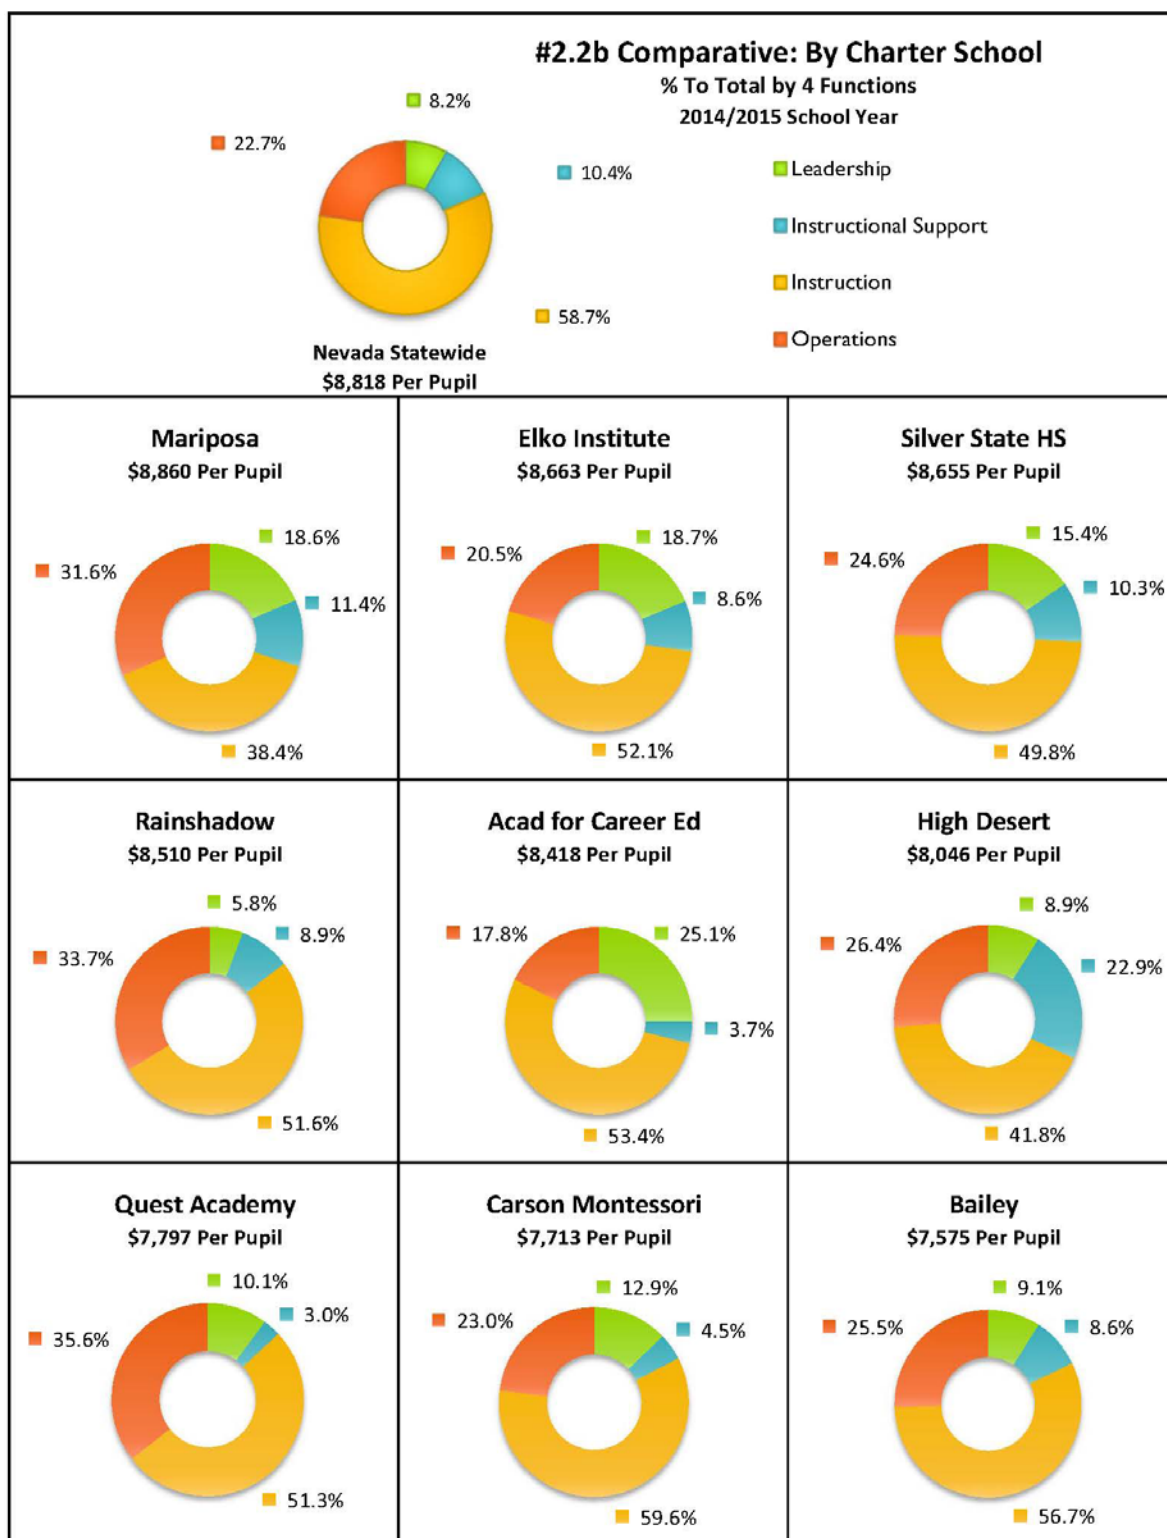 #2.2b Comparative: By Charter School
% To Total by 4 Functions
2014/2015 School Year
8.2%
22.7%
10.4%
58.7%
Leadership
Instructional Support
Instruction
Operations
Nevada Statewide
$8,818 Per Pupil
Mariposa
$8,860 Per Pupil
18.6%
31.6%
11.4%
38.4%
Elko Institute
$8,663 Per Pupil
18.7%
20.5%
8.6%
52.1%
Silver State HS
$8,655 Per Pupil
15.4%
24.6%
10.3%
49.8%
Rainshadow
$8,510 Per Pupil
5.8%
8.9%
33.7%
51.6%
Acad for Career Ed
$8,418 Per Pupil
17.8%
25.1%
3.7%
53.4%
High Desert
$8,046 Per Pupil
8.9%
26.4%
22.9%
41.8%
Quest Academy
$7,797 Per Pupil
10.1%
3.0%
35.6%
51.3%
Carson Montessori
$7,713 Per Pupil
12.9%
23.0%
4.5%
59.6%
Bailey
$7,575 Per Pupil
9.1%
25.5%
8.6%
56.7%